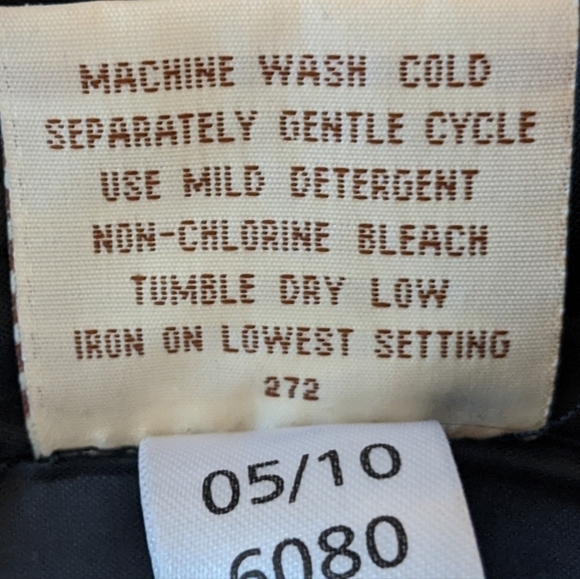 MACHINE WASH COLD
SEPARATELY GENTLE CYCLE
USE MILD DETERGENT
NON-CHLORINE BLEACH
TUMBLE DRY LOW
IRON ON LOWEST SETTING
272
05/10
6080